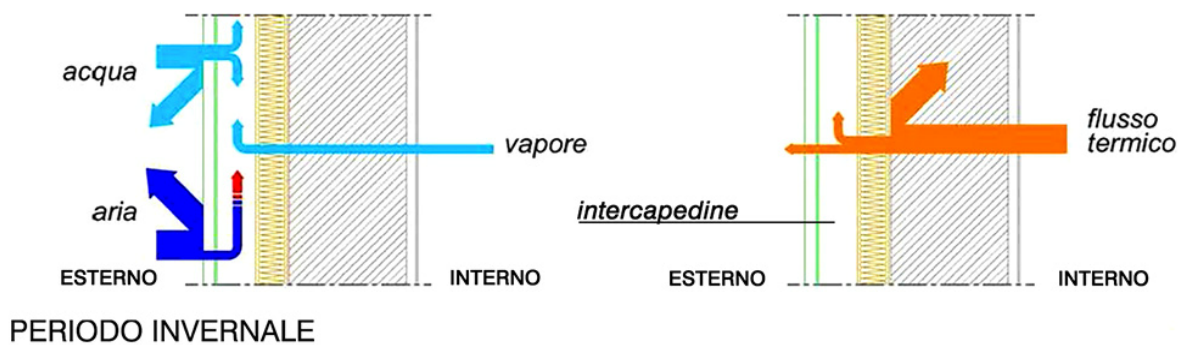 acqua
vapore
aria
ESTERNO
INTERNO
flusso
termico
intercapedine
ESTERNO
INTERNO
PERIODO INVERNALE